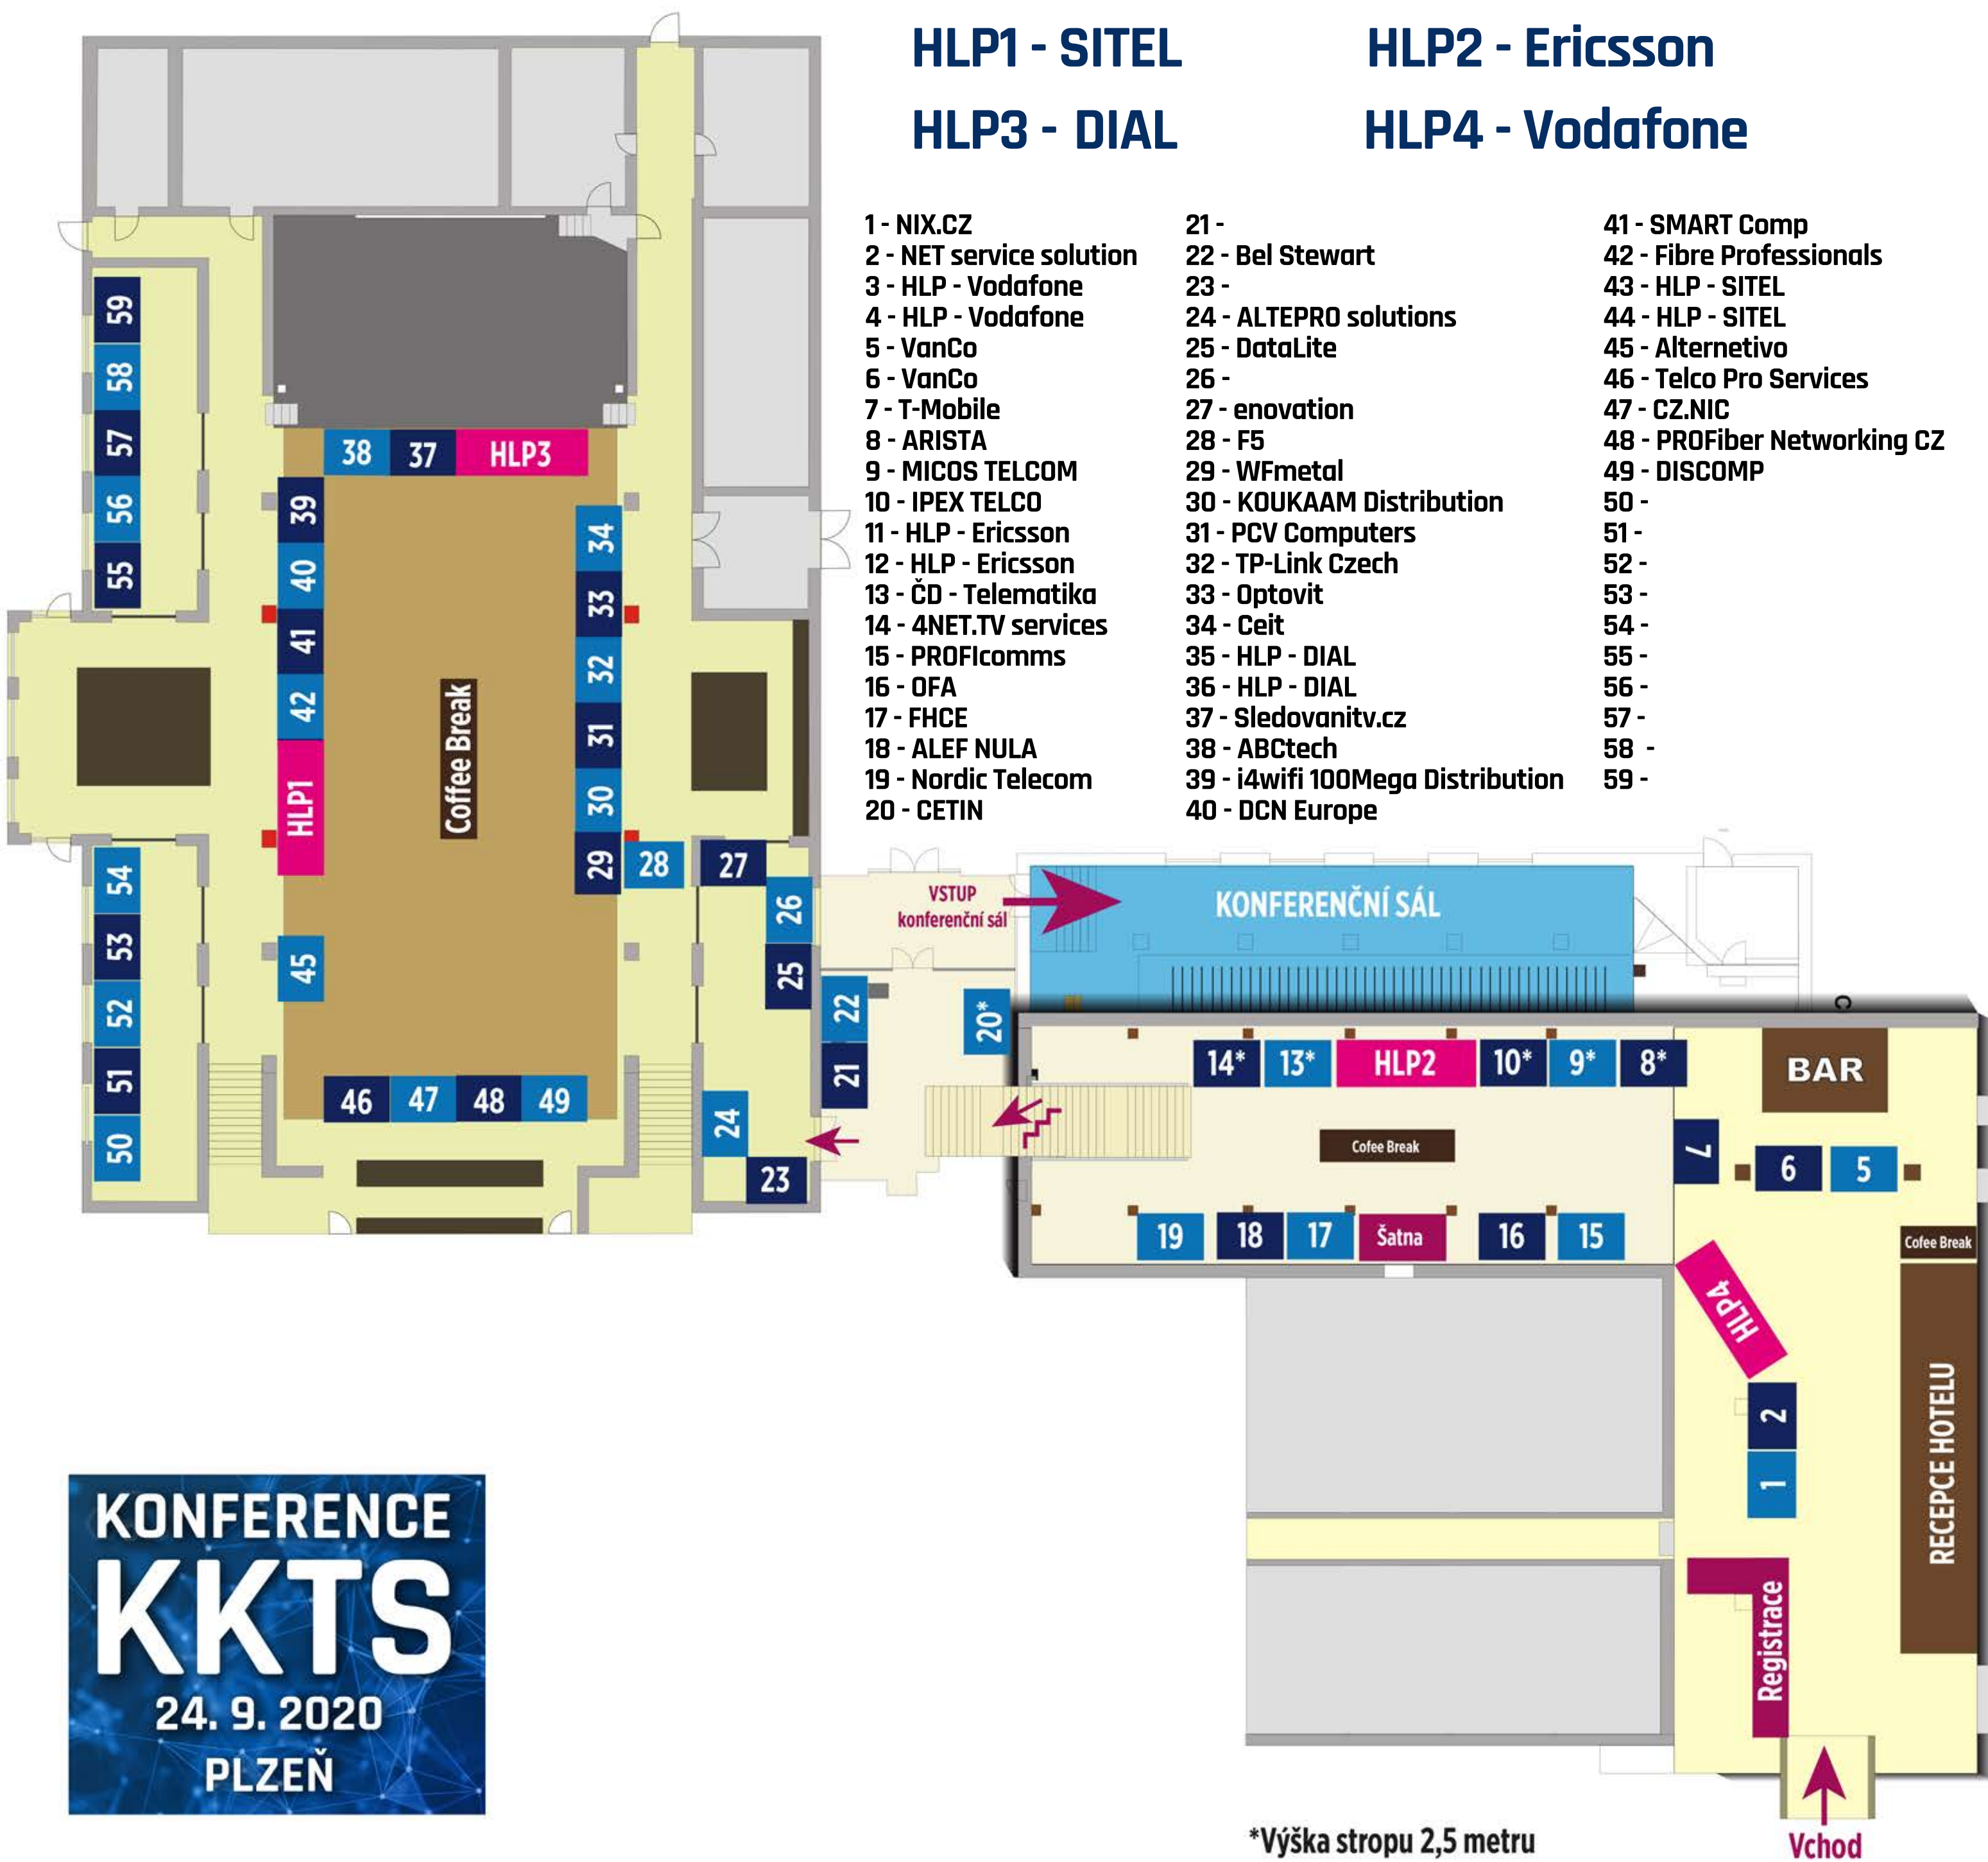 HLP1 - SITEL
HLP2 - Ericsson
HLP3 - DIAL
HLP4 - Vodafone
1 - NIX.CZ
2 - NET service solution
3 - HLP - Vodafone
4 - HLP - Vodafone
5 - VanCo
6 - VanCo
7 - T-Mobile
8 - ARISTA
9 - MICOS TELCOM
10 - IPEX TELCO
11 - HLP - Ericsson
12 - HLP - Ericsson
13 - ČD - Telematika
14 - 4NET.TV services
15 - PROFIcomms
16 - OFA
17 - FHCE
18 - ALEF NULA
19 - Nordic Telecom
20 - CETIN
21 -
22 - Bel Stewart
23 -
24 - ALTEPRO solutions
25 - DataLite
26 -
27 - enovation
28 - F5
29 - WFmetal
30 - KOUKAAM Distribution
31 - PCV Computers
32 - TP-Link Czech
33 - Optovit
34 - Ceit
35 - HLP - DIAL
36 - HLP - DIAL
37 - Sledovanitv.cz
38 - ABCtech
39 - i4wifi 100Mega Distribution
40 - DCN Europe
41 - SMART Comp
42 - Fibre Professionals
43 - HLP - SITEL
44 - HLP - SITEL
45 - Alternetivo
46 - Telco Pro Services
47 - CZ.NIC
48 - PROFiber Networking CZ
49 - DISCOMP
50 -
51 -
52 -
53 -
54 -
55 -
56 -
57 -
58 -
59 -
59
58
57
56
55
54
53
52
51
50
38
37
HLP3
39
40
41
42
HLP1
45
Coffee Break
34
33
32
31
30
29
28
27
26
25
46
47
48
49
24
23
22
21
20*
VSTUP
konferenční sál
KONFERENČNÍ SÁL
C
14*
13*
HLP2
10*
9*
8*
BAR
Cofee Break
7
6
5
19
18
17
Šatna
16
15
Cofee Break
HLP4
2
1
RECEPCE HOTELU
Registrace
Vchod
*Výška stropu 2,5 metru
KONFERENCE
KKTS
24. 9. 2020
PLZEŇ